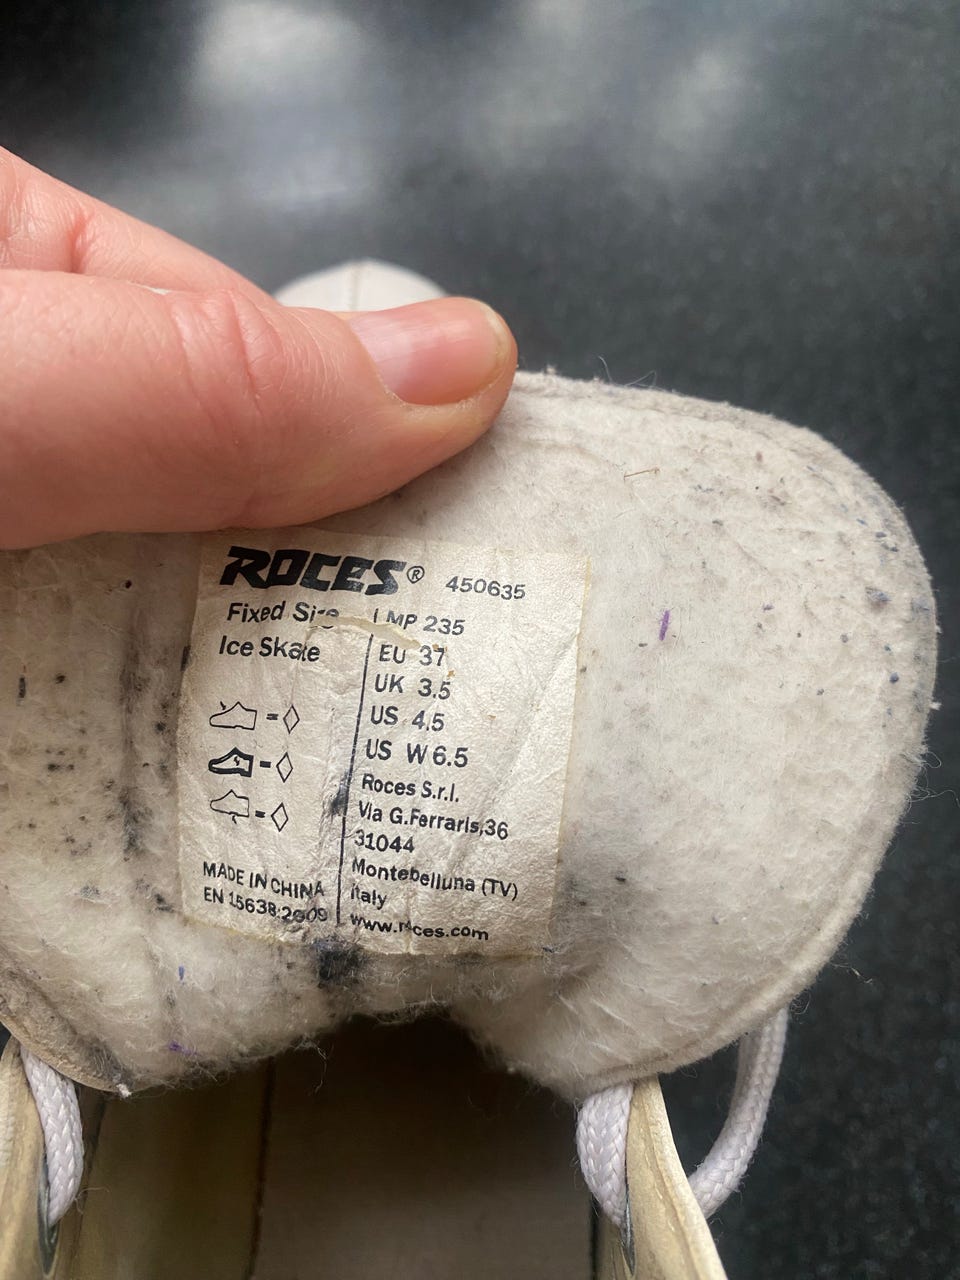 ROCES® 450635
Fixed Size
Ice Skate
MP 235
EU 37
UK 3.5
US 4.5
US W 6.5
Roces S.r.l.
Via G.Ferraris,36
31044
Montebelluna (TV)
Italy
www.roces.com
= ◊
= ◊
= ◊
MADE IN CHINA
EN 15638:2009